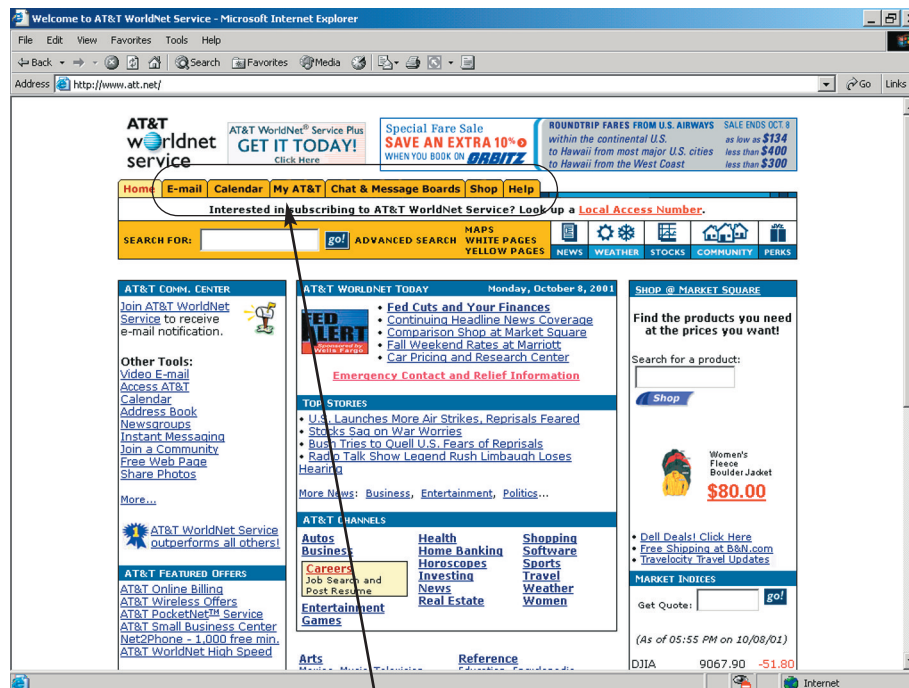 Welcome to AT&T WorldNet Service - Microsoft Internet Explorer
File Edit View Favorites Tools Help
Back Search Favorites Media
Address http://www.att.net/ Go Links
AT&T
w rldnet
service
AT&T WorldNet® Service Plus
GET IT TODAY!
Click Here
Special Fare Sale
SAVE AN EXTRA 10%
WHEN YOU BOOK ON ORBITZ
ROUNDTRIP FARES FROM U.S. AIRWAYS SALE ENDS OCT. 8
within the continental U.S. as low as $134
to Hawaii from most major U.S. cities less than $400
to Hawaii from the West Coast less than $300
Home E-mail Calendar My AT&T Chat & Message Boards Shop Help
Interested in subscribing to AT&T WorldNet Service? Look up a Local Access Number.
SEARCH FOR: go! ADVANCED SEARCH
MAPS
WHITE PAGES
YELLOW PAGES
NEWS WEATHER STOCKS COMMUNITY PERKS
AT&T COMM. CENTER
Join AT&T WorldNet
Service to receive
e-mail notification.
Other Tools:
Video E-mail
Access AT&T
Calendar
Address Book
Newsgroups
Instant Messaging
Join a Community
Free Web Page
Share Photos
More...
1
AT&T WorldNet Service
outperforms all others!
AT&T FEATURED OFFERS
AT&T Online Billing
AT&T Wireless Offers
AT&T PocketNet™ Service
AT&T Small Business Center
Net2Phone - 1,000 free min.
AT&T WorldNet High Speed
AT&T WORLDNET TODAY Monday, October 8, 2001
FED
ALERT
Sponsored by
Wells Fargo
• Fed Cuts and Your Finances
• Continuing Headline News Coverage
• Comparison Shop at Market Square
• Fall Weekend Rates at Marriott
• Car Pricing and Research Center
Emergency Contact and Relief Information
TOP STORIES
• U.S. Launches More Air Strikes, Reprisals Feared
• Stocks Sag on War Worries
• Bush Tries to Quell U.S. Fears of Reprisals
• Radio Talk Show Legend Rush Limbaugh Loses
Hearing
More News: Business, Entertainment, Politics...
AT&T CHANNELS
Autos
Business
Careers
Job Search and
Post Resume
Entertainment
Games
Health
Home Banking
Horoscopes
Investing
News
Real Estate
Shopping
Software
Sports
Travel
Weather
Women
Arts Reference
Movies, Music, Television Education, Encyclopedia
SHOP @ MARKET SQUARE
Find the products you need
at the prices you want!
Search for a product:
Shop
Women's
Fleece
Boulder Jacket
$80.00
• Dell Deals! Click Here
• Free Shipping at B&N.com
• Travelocity Travel Updates
MARKET INDICES
Get Quote: go!
(As of 05:55 PM on 10/08/01)
DJIA 9067.90 -51.80
Internet